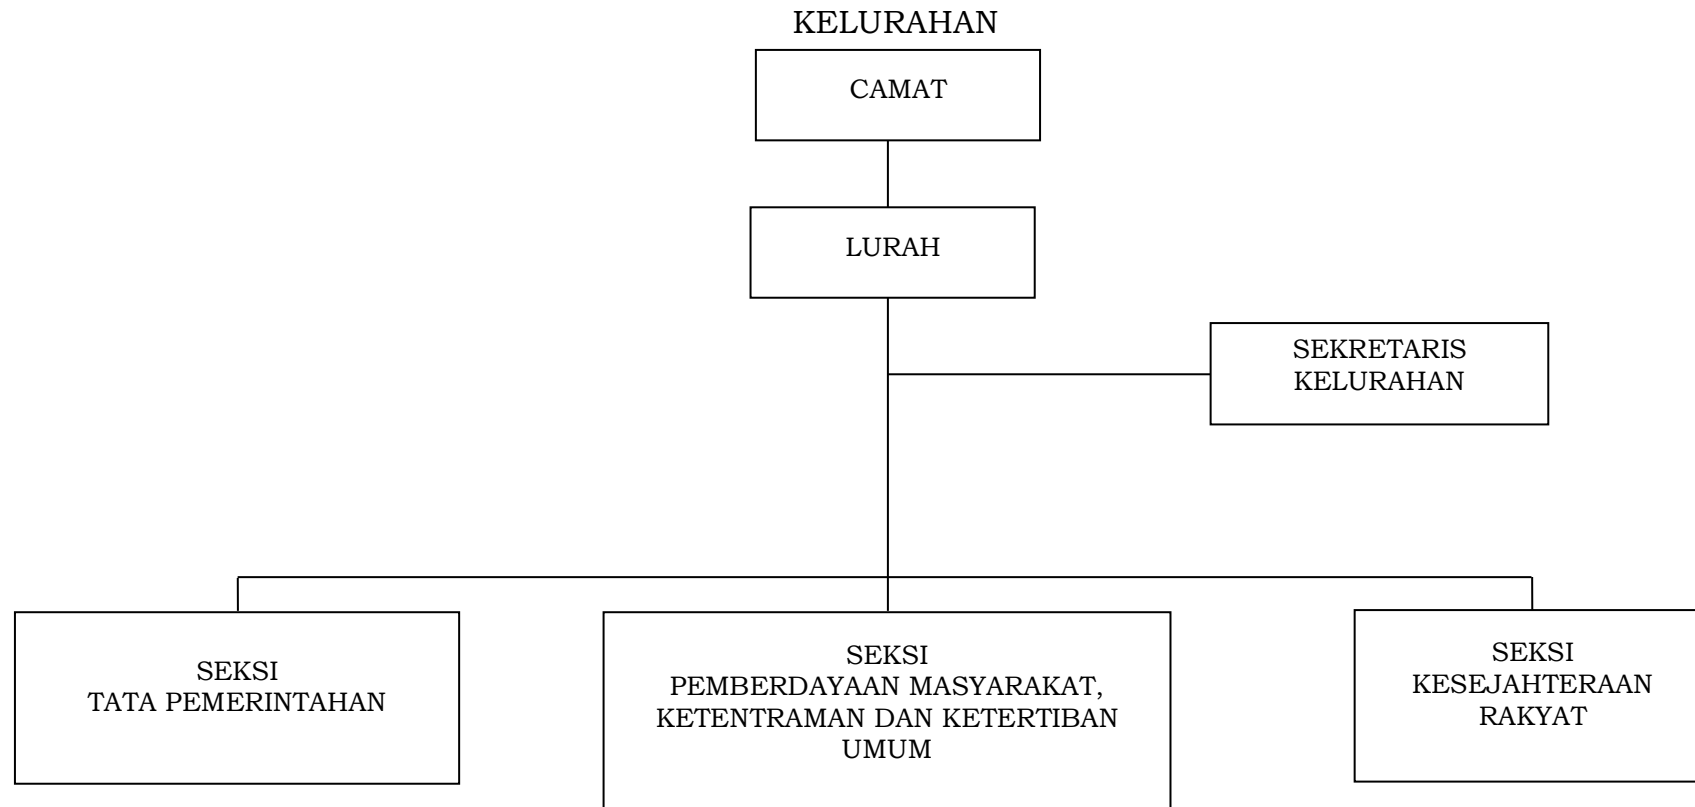 KELURAHAN
CAMAT
LURAH
SEKRETARIS
KELURAHAN
SEKSI
TATA PEMERINTAHAN
SEKSI
PEMBERDAYAAN MASYARAKAT,
KETENTRAMAN DAN KETERTIBAN
UMUM
SEKSI
KESEJAHTERAAN
RAKYAT